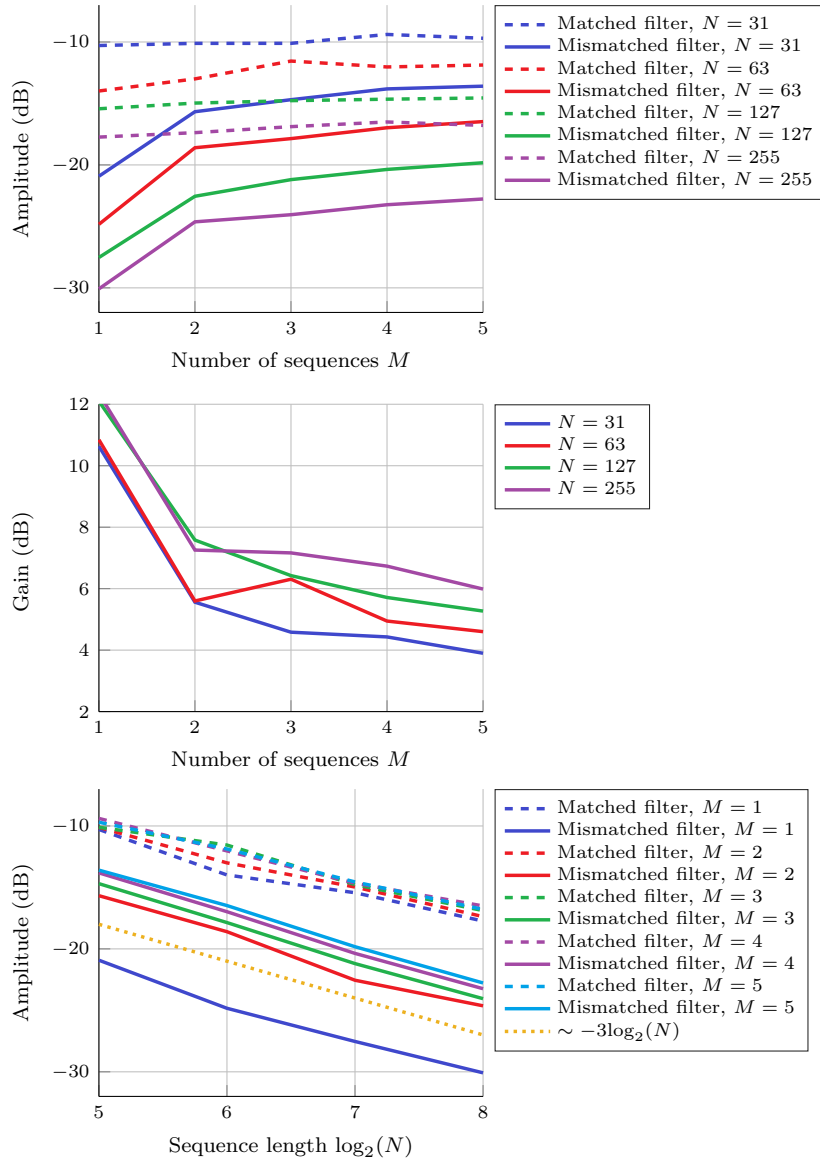 Amplitude (dB)
−10
−20
−30
1 2 3 4 5
Number of sequences M
Matched filter, N = 31
Mismatched filter, N = 31
Matched filter, N = 63
Mismatched filter, N = 63
Matched filter, N = 127
Mismatched filter, N = 127
Matched filter, N = 255
Mismatched filter, N = 255
Gain (dB)
12
10
8
6
4
2
1 2 3 4 5
Number of sequences M
N = 31
N = 63
N = 127
N = 255
Amplitude (dB)
−10
−20
−30
5 6 7 8
Sequence length log₂(N)
Matched filter, M = 1
Mismatched filter, M = 1
Matched filter, M = 2
Mismatched filter, M = 2
Matched filter, M = 3
Mismatched filter, M = 3
Matched filter, M = 4
Mismatched filter, M = 4
Matched filter, M = 5
Mismatched filter, M = 5
∼ −3log₂(N)